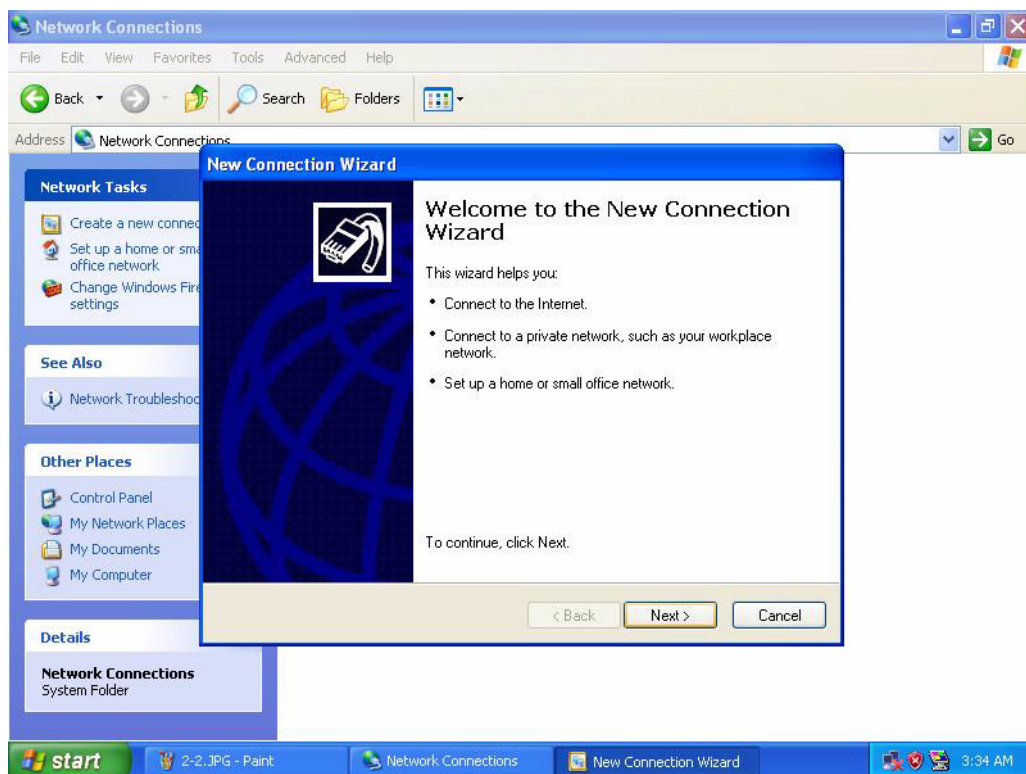 Network Connections
File Edit View Favorites Tools Advanced Help
Back Search Folders
Address Network Connections Go
New Connection Wizard
Network Tasks
Create a new connec
Set up a home or sma
office network
Change Windows Fire
settings
See Also
Network Troubleshoo
Other Places
Control Panel
My Network Places
My Documents
My Computer
Details
Network Connections
System Folder
Welcome to the New Connection
Wizard
This wizard helps you:
• Connect to the Internet.
• Connect to a private network, such as your workplace
network.
• Set up a home or small office network.
To continue, click Next.
< Back Next > Cancel
start 2-2.JPG - Paint Network Connections New Connection Wizard 3:34 AM